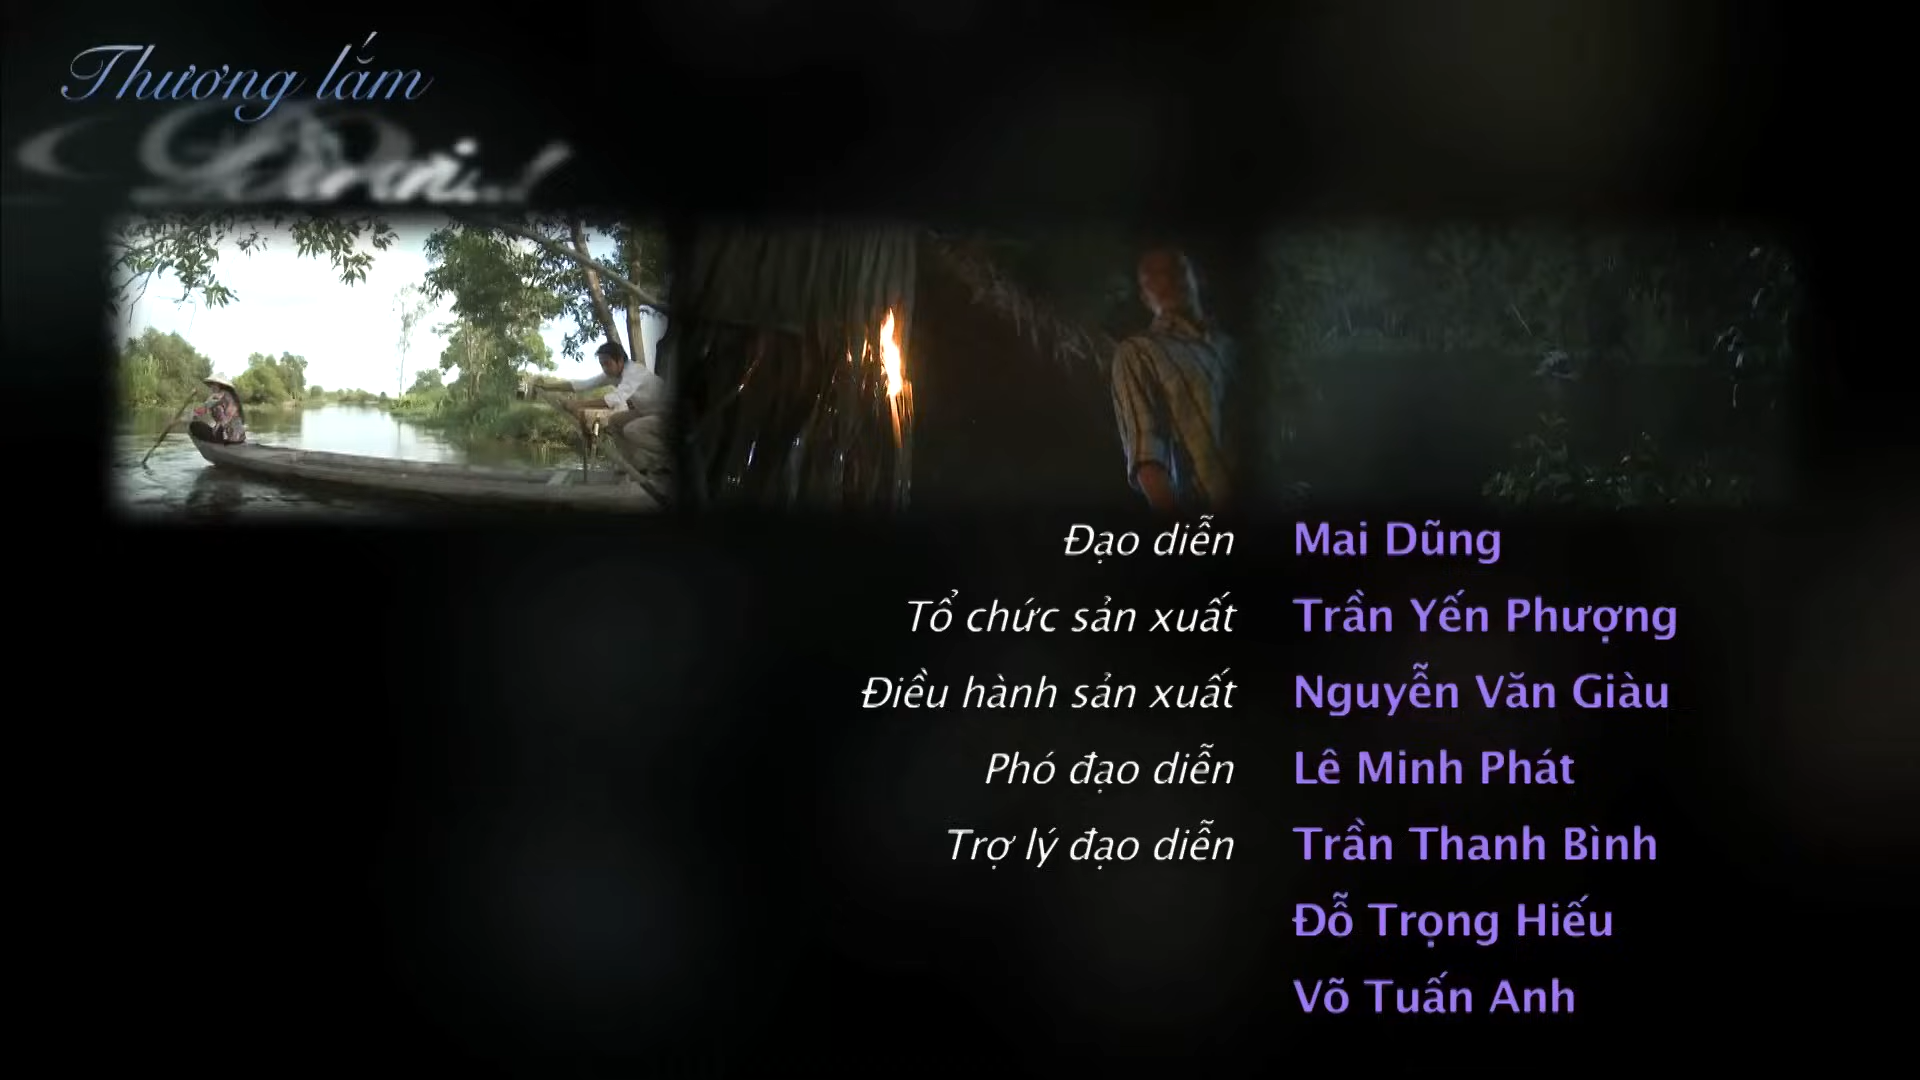 Thương lắm
Đạo diễn Mai Dũng
Tổ chức sản xuất Trần Yến Phượng
Điều hành sản xuất Nguyễn Văn Giàu
Phó đạo diễn Lê Minh Phát
Trợ lý đạo diễn Trần Thanh Bình
Đỗ Trọng Hiếu
Võ Tuấn Anh